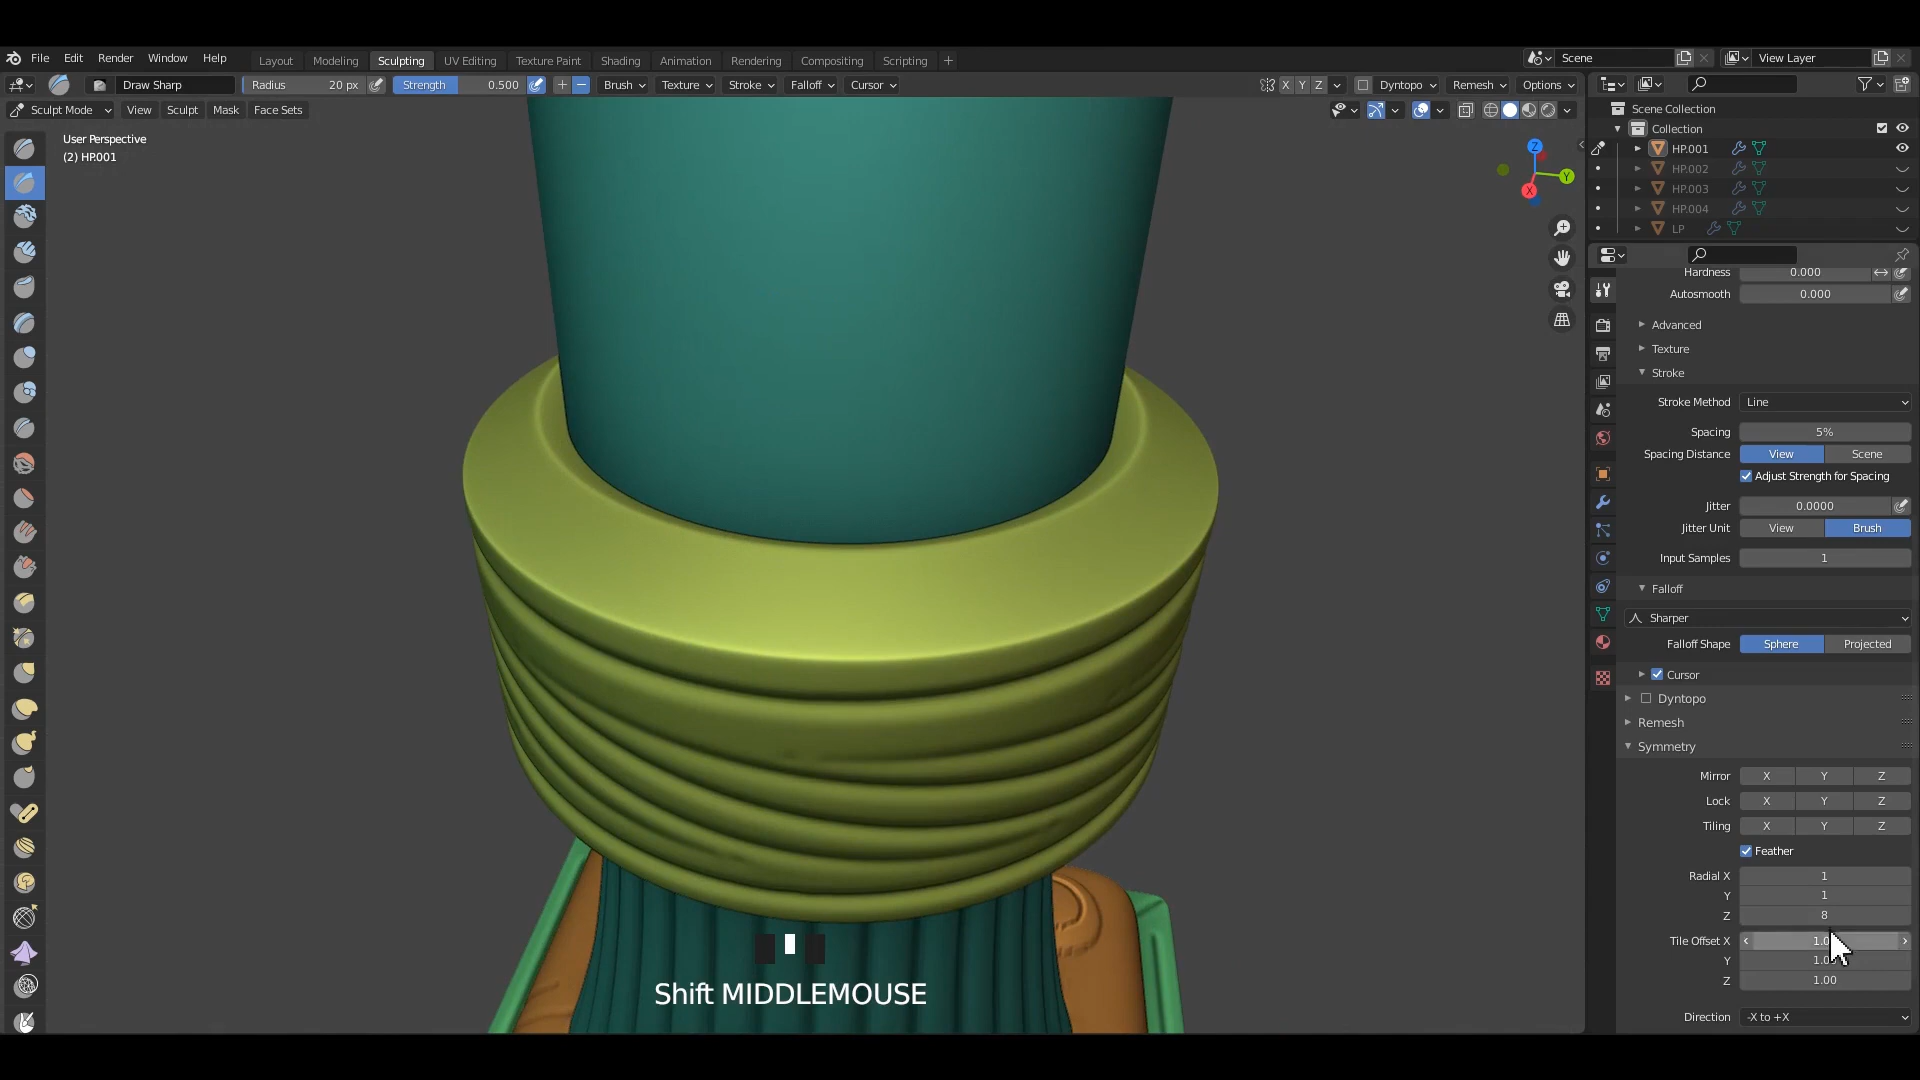 File Edit Render Window Help Layout Modeling Sculpting UV Editing Texture Paint Shading Animation Rendering Compositing Scripting + Scene View Layer
Draw Sharp Radius 20 px Strength 0.500 Brush Texture Stroke Falloff Cursor X Y Z Dyntopo Remesh Options
Sculpt Mode View Sculpt Mask Face Sets
Scene Collection
Collection
HP.001
HP.002
HP.003
HP.004
LP
User Perspective
(2) HP.001
Z
Y
X
Hardness 0.000
Autosmooth 0.000
Advanced
Texture
Stroke
Stroke Method Line
Spacing 5%
Spacing Distance View Scene
Adjust Strength for Spacing
Jitter 0.0000
Jitter Unit View Brush
Input Samples 1
Falloff
Sharper
Falloff Shape Sphere Projected
Cursor
Dyntopo
Remesh
Symmetry
Mirror X Y Z
Lock X Y Z
Tiling X Y Z
Feather
Radial X 1
Y 1
Z 8
Tile Offset X
Y
Z 1.00
Direction -X to +X
Shift MIDDLEMOUSE